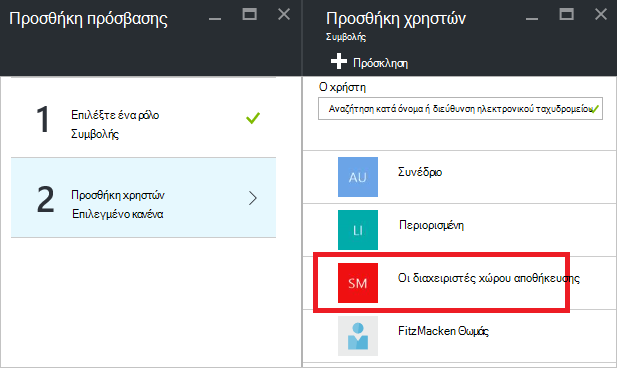 Προσθήκη πρόσβασης
1
Επιλέξτε ένα ρόλο
Συμβολής
2
Προσθήκη χρηστών
Επιλεγμένο κανένα
Προσθήκη χρηστών
Συμβολής
Πρόσκληση
Ο χρήστη
Αναζήτηση κατά όνομα ή διεύθυνση ηλεκτρονικού ταχυδρομείου
AU
Συνέδριο
LI
Περιορισμένη
SM
Οι διαχειριστές χώρου αποθήκευσης
FitzMacken Θωμάς